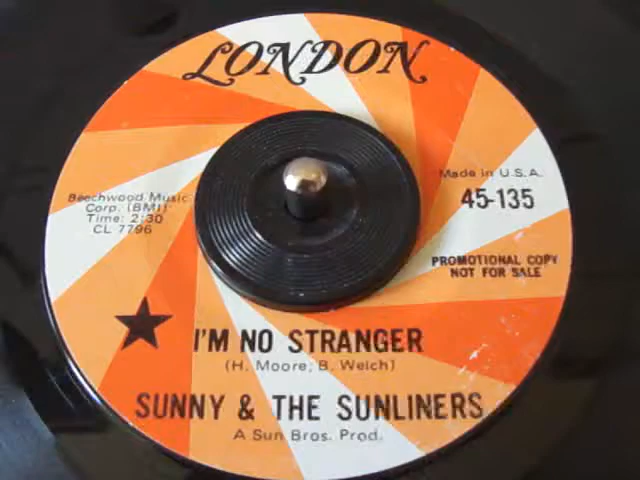 LONDON
Made in U.S.A.
45-135
Beechwood Music
Corp. (BMI)
Time: 2:30
CL 7796
PROMOTIONAL COPY
NOT FOR SALE
I'M NO STRANGER
(H. Moore, B. Welch)
SUNNY & THE SUNLINERS
A Sun Bros. Prod.